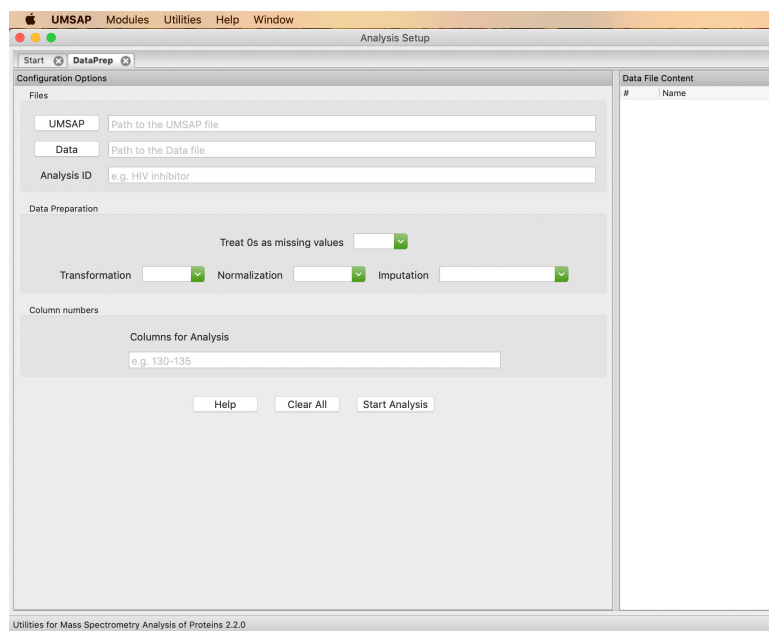 UMSAP Modules Utilities Help Window
Analysis Setup
Start DataPrep
Configuration Options
Data File Content
# Name
Files
UMSAP Path to the UMSAP file
Data Path to the Data file
Analysis ID e.g. HIV inhibitor
Data Preparation
Treat 0s as missing values
Transformation Normalization Imputation
Column numbers
Columns for Analysis
e.g. 130-135
Help Clear All Start Analysis
Utilities for Mass Spectrometry Analysis of Proteins 2.2.0